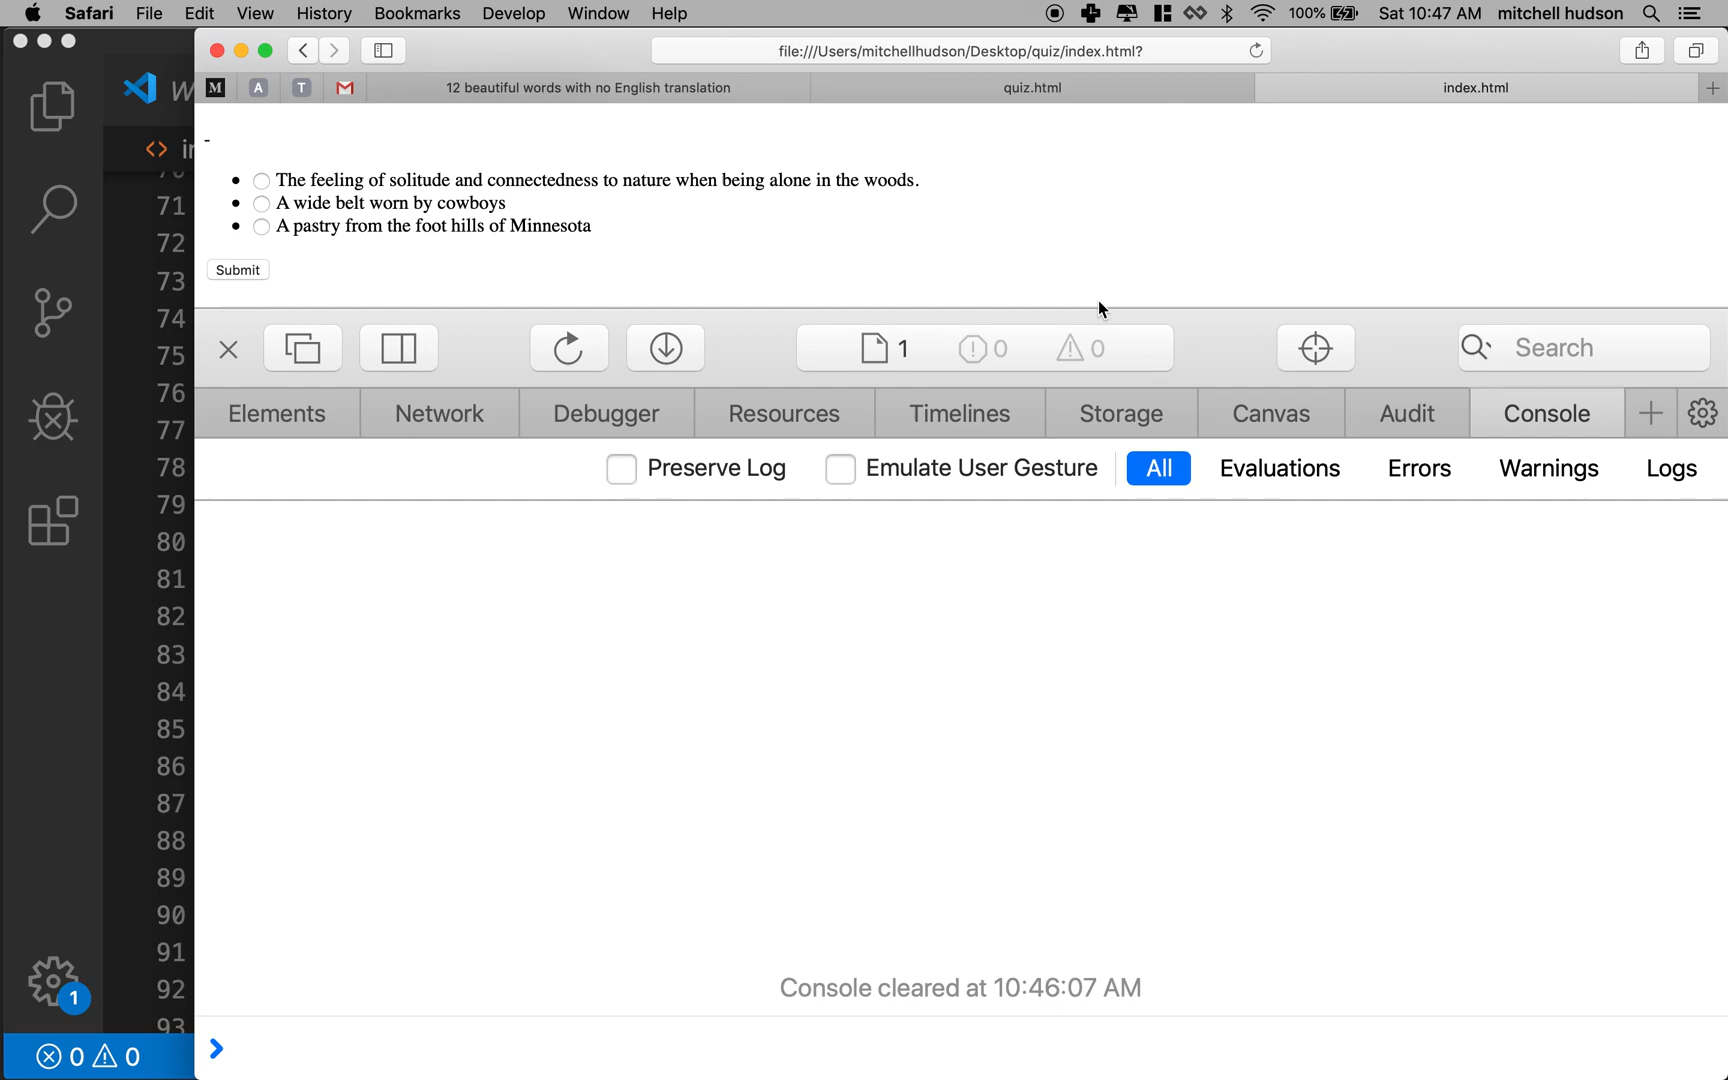 Safari File Edit View History Bookmarks Develop Window Help 100% Sat 10:47 AM mitchell hudson
file:///Users/mitchellhudson/Desktop/quiz/index.html?
W M A T M 12 beautiful words with no English translation quiz.html index.html +
-
<> in
The feeling of solitude and connectedness to nature when being alone in the woods.
A wide belt worn by cowboys
A pastry from the foot hills of Minnesota
Submit
1 0 0 Search
Elements Network Debugger Resources Timelines Storage Canvas Audit Console
Preserve Log Emulate User Gesture All Evaluations Errors Warnings Logs
71
72
73
74
75
76
77
78
79
80
81
82
83
84
85
86
87
88
89
90
91
92
93
Console cleared at 10:46:07 AM
1
0 0